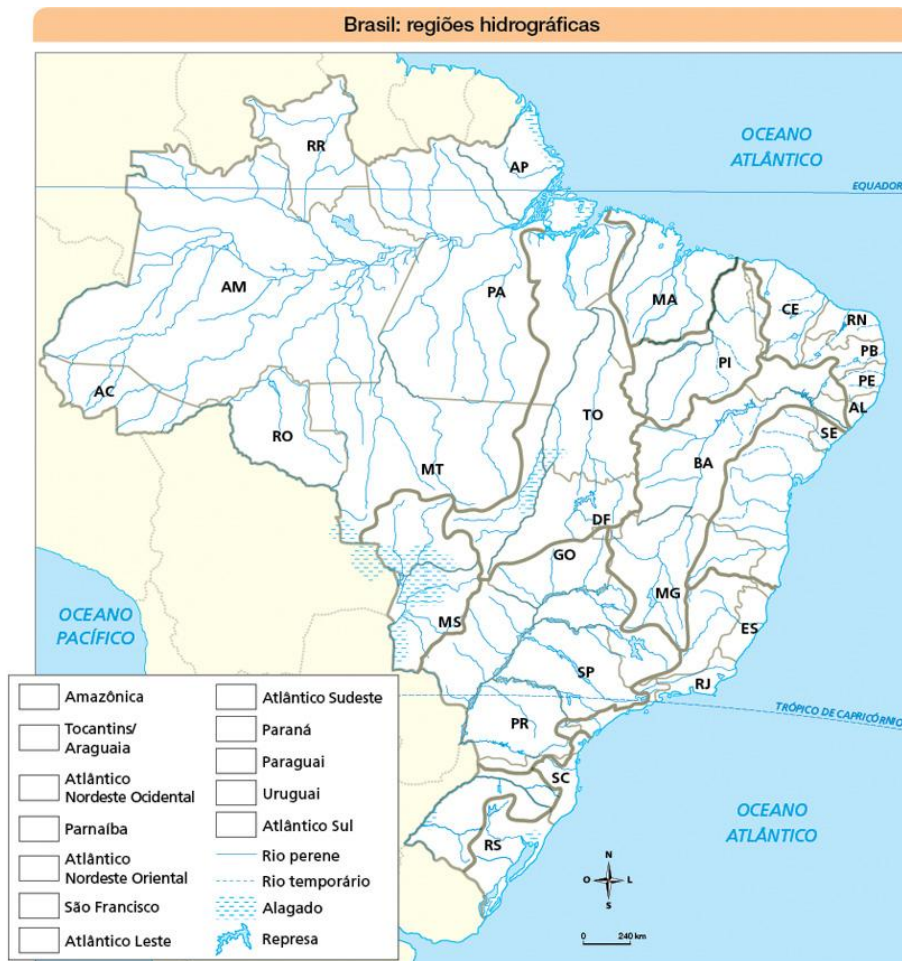 Brasil: regiões hidrográficas
OCEANO
ATLÂNTICO
EQUADOR
RR
AP
AM
PA
MA
CE
RN
PB
PE
AL
SE
PI
AC
RO
TO
MT
BA
DF
GO
MG
MS
ES
SP
RJ
PR
SC
RS
OCEANO
PACÍFICO
TRÓPICO DE CAPRICÓRNIO
OCEANO
ATLÂNTICO
Amazônica
Tocantins/
Araguaia
Atlântico
Nordeste Ocidental
Parnaíba
Atlântico
Nordeste Oriental
São Francisco
Atlântico Leste
Atlântico Sudeste
Paraná
Paraguai
Uruguai
Atlântico Sul
Rio perene
Rio temporário
Alagado
Represa
N
O L
S
0 240 km